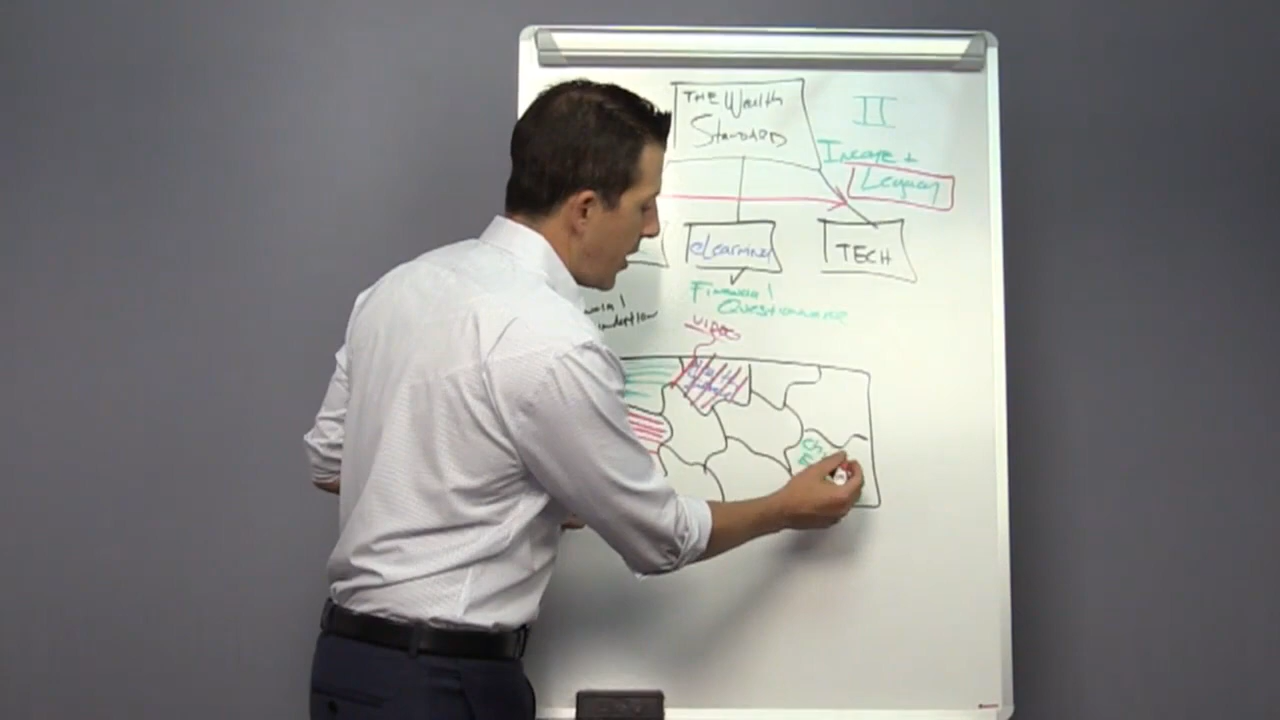 THE Wealth
Standard
II
Income +
Legacy
eLearning
TECH
Financial
Questionnaire
VIDEO